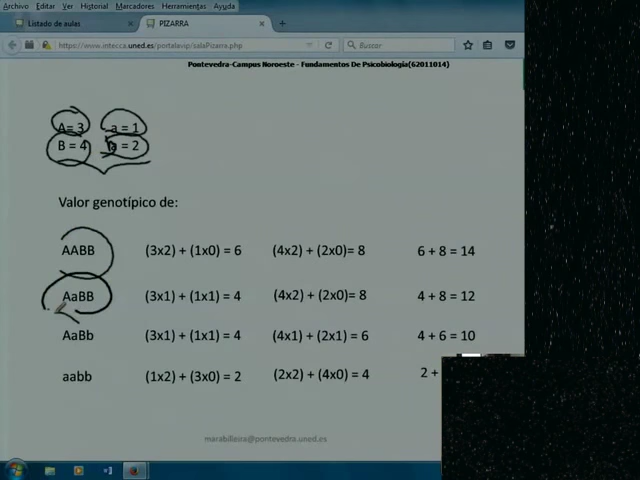 Archivo Editar Ver Historial Marcadores Herramientas Ayuda
Listado de aulas
PIZARRA
https://www.intecca.uned.es/portalavip/salaPizarra.php
Buscar
Pontevedra-Campus Noroeste - Fundamentos De Psicobiología(62011014)
A= 3 a = 1
B = 4 = 2
Valor genotípico de:
AABB (3x2) + (1x0) = 6 (4x2) + (2x0)= 8 6 + 8 = 14
AaBB (3x1) + (1x1) = 4 (4x2) + (2x0)= 8 4 + 8 = 12
AaBb (3x1) + (1x1) = 4 (4x1) + (2x1) = 6 4 + 6 = 10
aabb (1x2) + (3x0) = 2 (2x2) + (4x0) = 4 2 +
marabilleira@pontevedra.uned.es